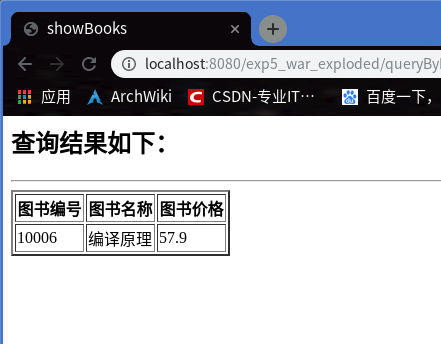 showBooks
localhost:8080/exp5_war_exploded/queryBy
应用 ArchWiki CSDN-专业IT… 百度一下，
查询结果如下：
图书编号 图书名称 图书价格
10006 编译原理 57.9